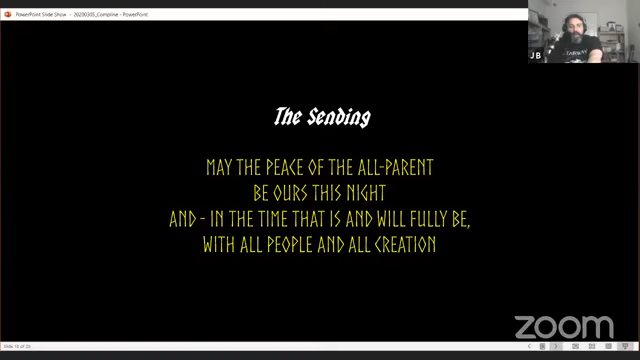 PowerPoint Slide Show - 20200305_Compline - PowerPoint
JB
The Sending
MAY THE PEACE OF THE ALL-PARENT
BE OURS THIS NIGHT
AND - IN THE TIME THAT IS AND WILL FULLY BE,
WITH ALL PEOPLE AND ALL CREATION
zoom